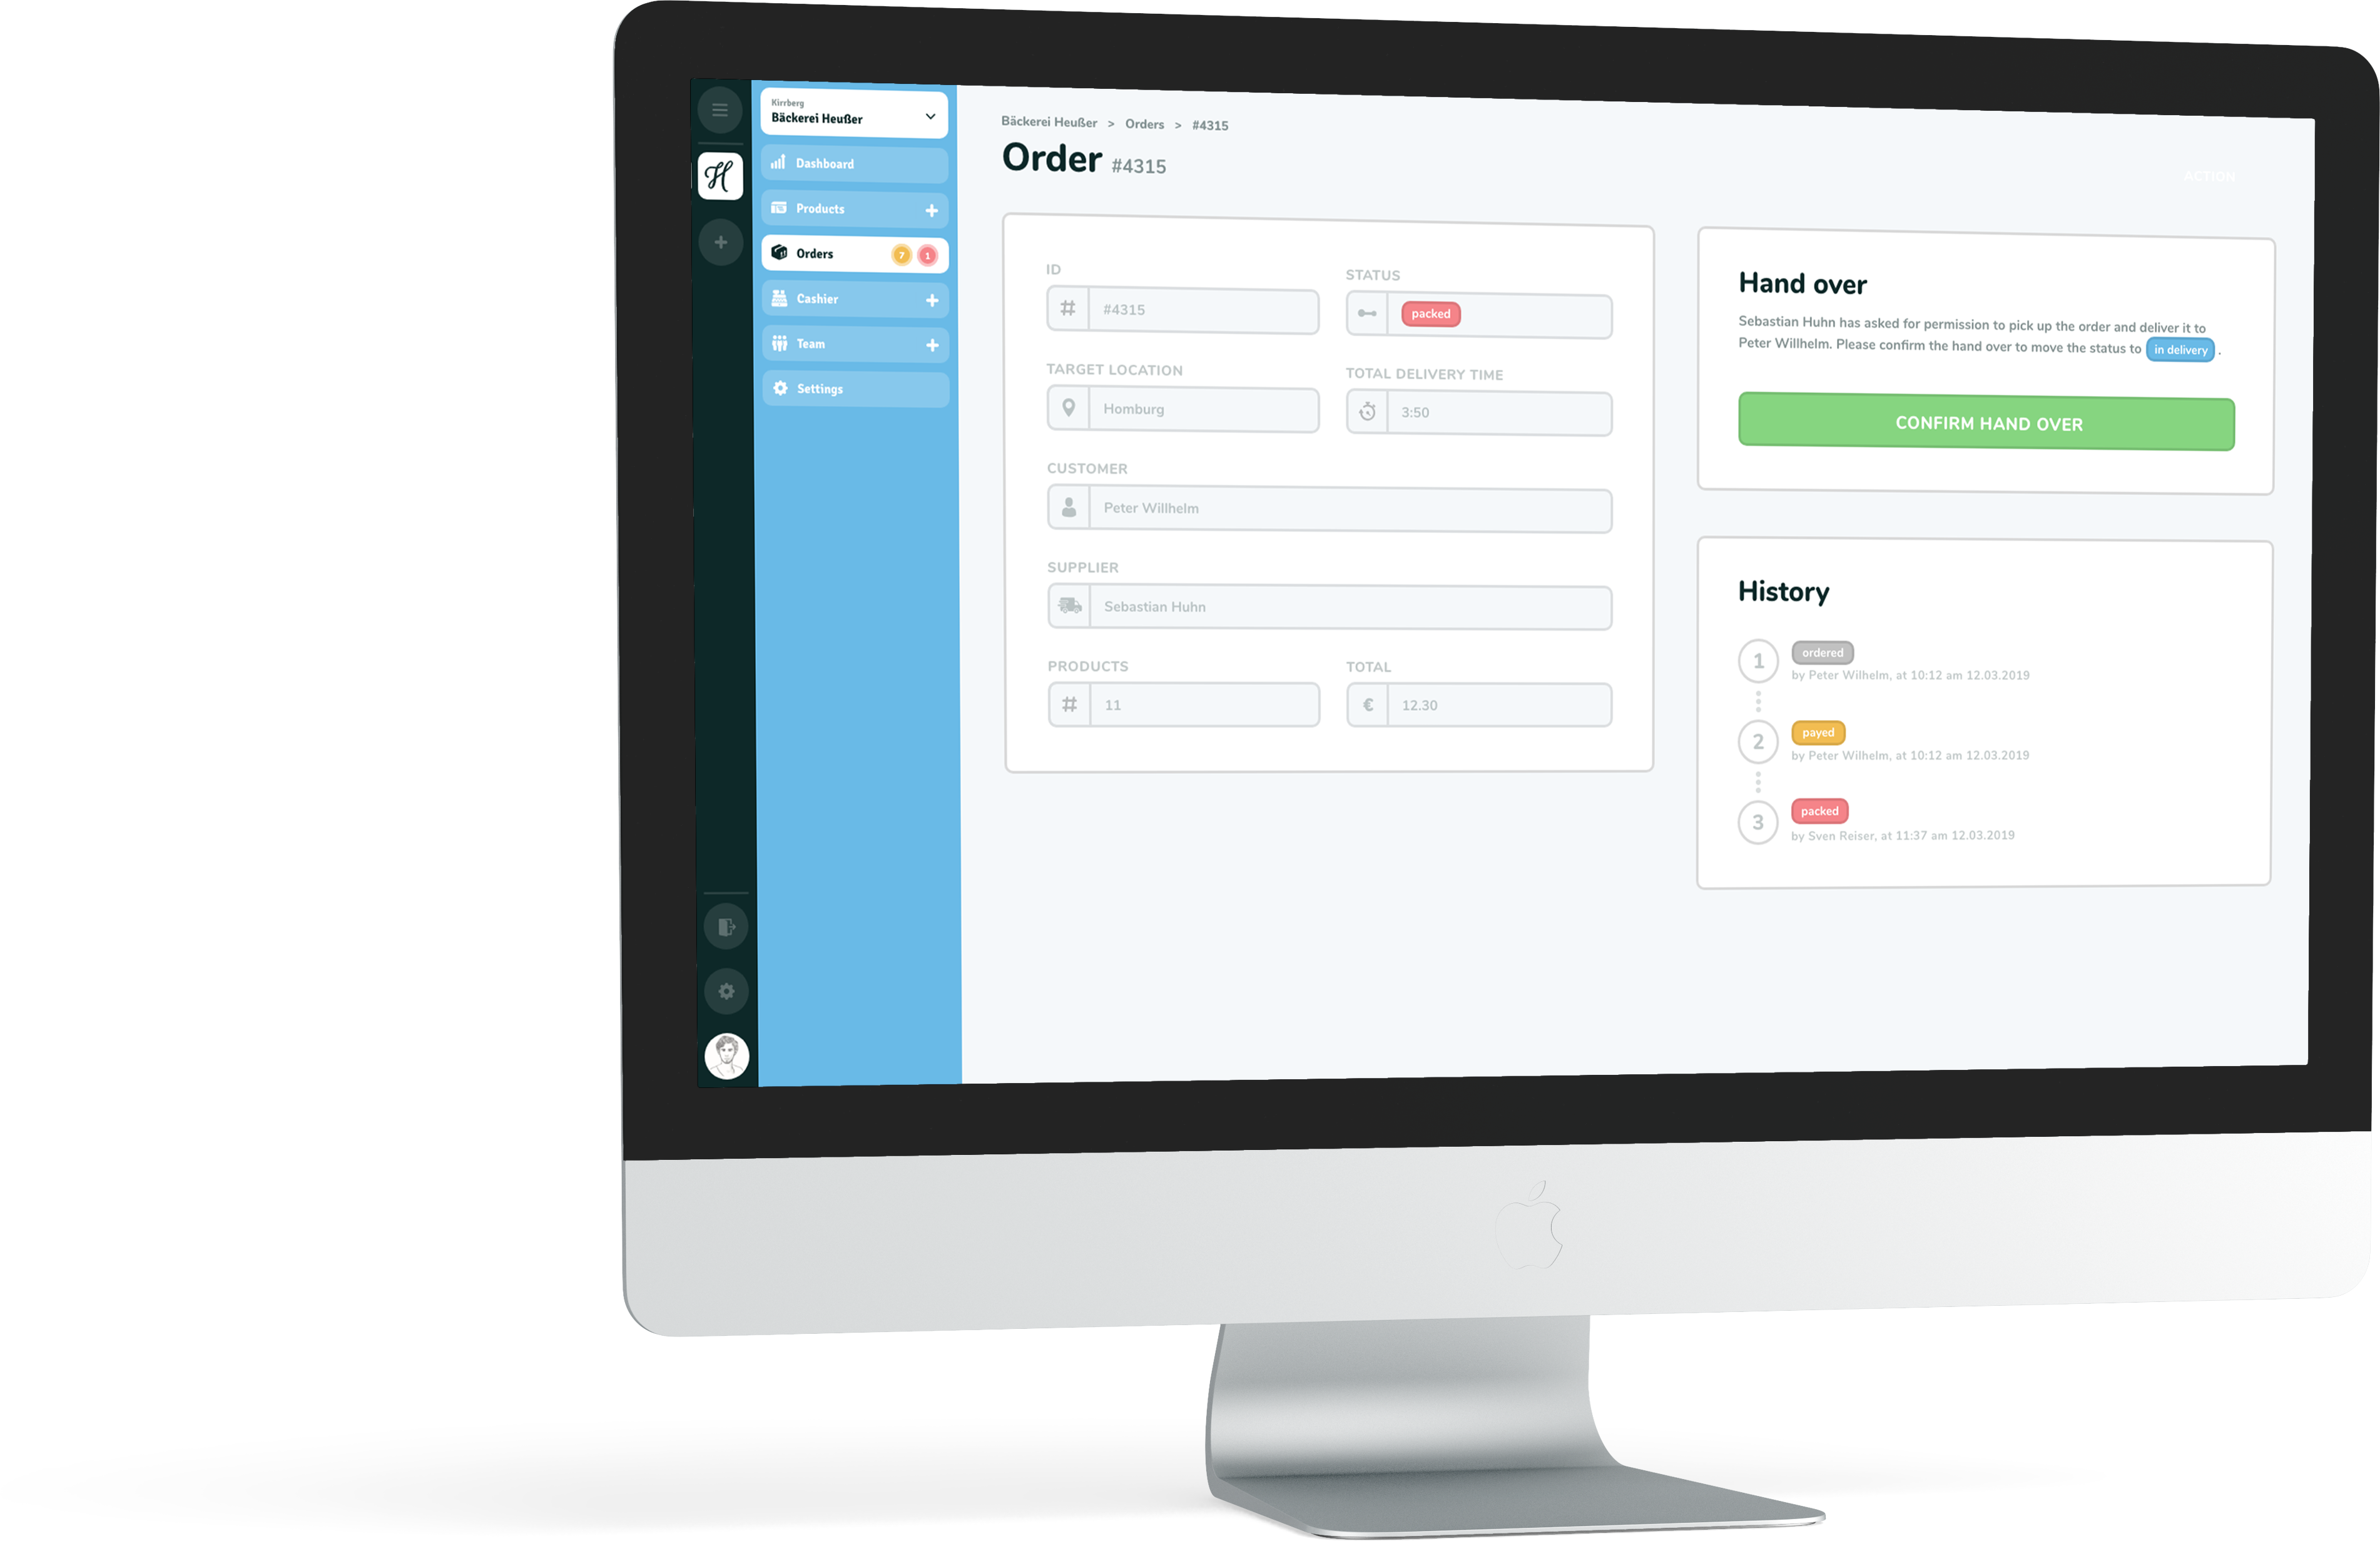 Kirrberg
Bäckerei Heußer
Dashboard
Products
Orders 7 1
Cashier
Team
Settings
H
Bäckerei Heußer > Orders > #4315
Order #4315
ACTION
ID
#4315
STATUS
packed
TARGET LOCATION
Homburg
TOTAL DELIVERY TIME
3:50
CUSTOMER
Peter Willhelm
SUPPLIER
Sebastian Huhn
PRODUCTS
11
TOTAL
€ 12.30
Hand over
Sebastian Huhn has asked for permission to pick up the order and deliver it to
Peter Willhelm. Please confirm the hand over to move the status to in delivery .
CONFIRM HAND OVER
History
1 ordered
by Peter Wilhelm, at 10:12 am 12.03.2019
2 payed
by Peter Wilhelm, at 10:12 am 12.03.2019
3 packed
by Sven Reiser, at 11:37 am 12.03.2019